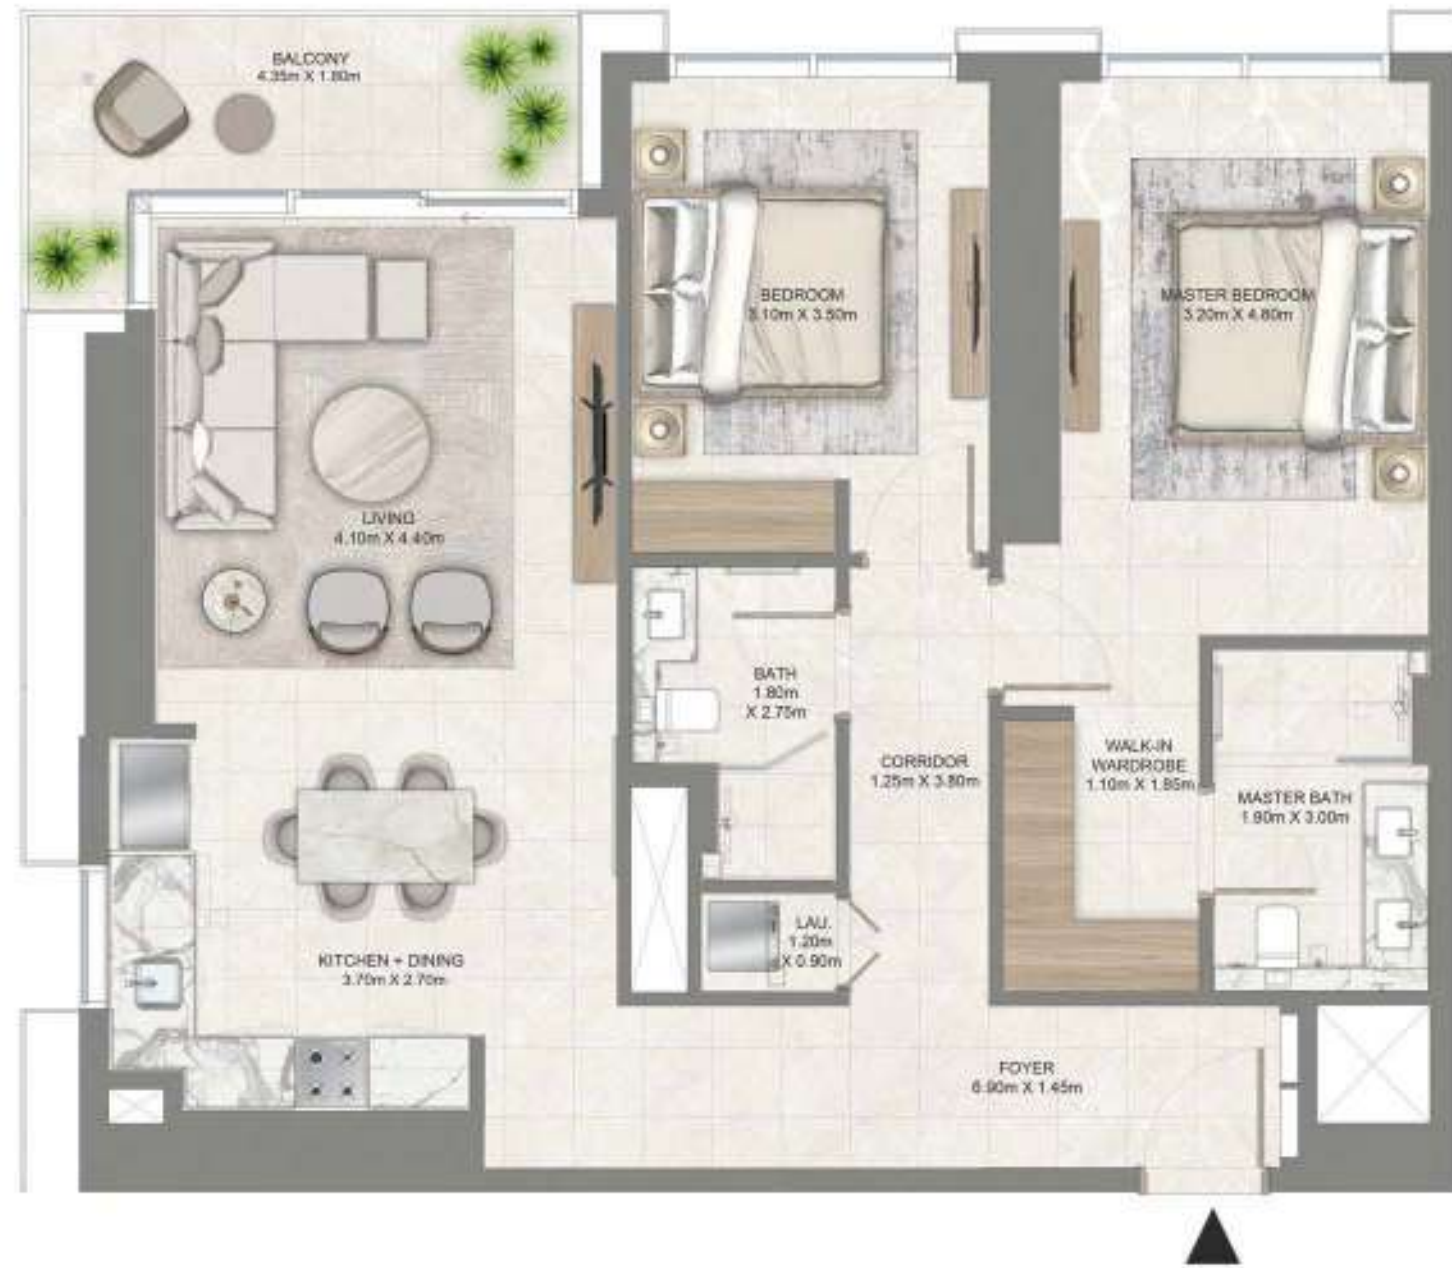 BALCONY
4.35m X 1.80m
BEDROOM
3.10m X 3.50m
MASTER BEDROOM
3.20m X 4.80m
LIVING
4.10m X 4.40m
BATH
1.80m
X 2.75m
CORRIDOR
1.25m X 3.80m
WALK-IN
WARDROBE
1.10m X 1.85m
MASTER BATH
1.90m X 3.00m
LAU.
1.20m
X 0.90m
KITCHEN + DINING
3.70m X 2.70m
FOYER
6.90m X 1.45m